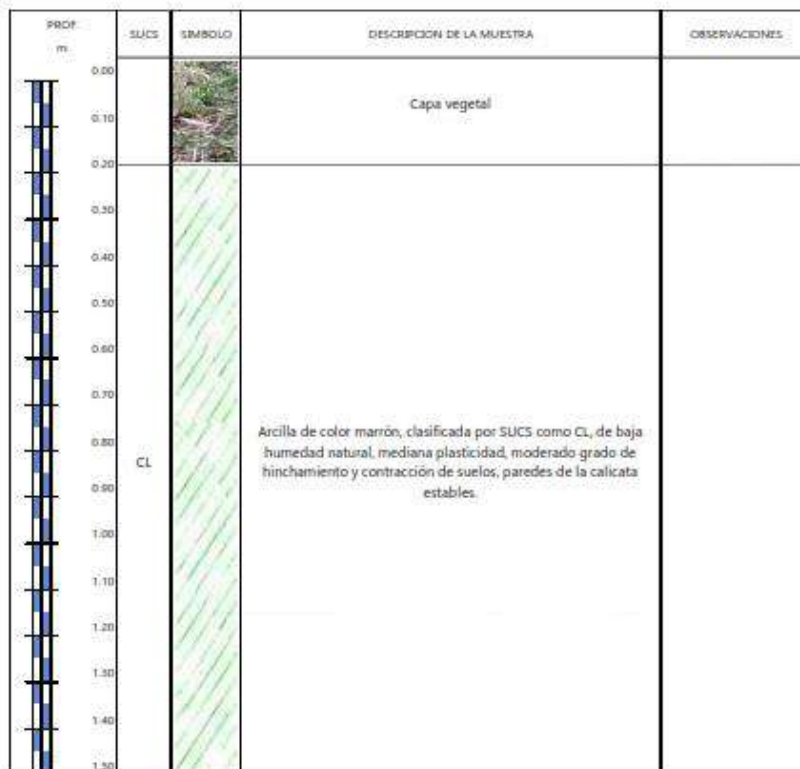 PROF.
m.
SUCS
SIMBOLO
DESCRIPCION DE LA MUESTRA
OBSERVACIONES
0.00
Capa vegetal
0.10
0.20
0.30
0.40
0.50
0.60
0.70
0.80
0.90
1.00
1.10
1.20
1.30
1.40
1.50
CL
Arcilla de color marrón, clasificada por SUCS como CL, de baja
humedad natural, mediana plasticidad, moderado grado de
hinchamiento y contracción de suelos, paredes de la calicata
estables.